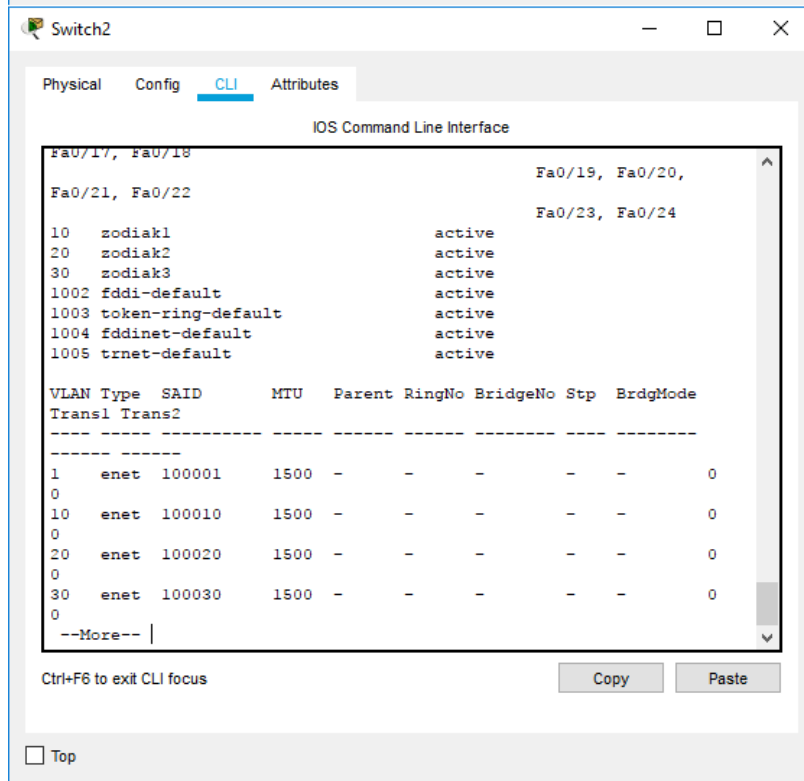 Switch2
Physical Config CLI Attributes
IOS Command Line Interface
Fa0/17, Fa0/18
Fa0/19, Fa0/20,
Fa0/21, Fa0/22
Fa0/23, Fa0/24
10 zodiak1 active
20 zodiak2 active
30 zodiak3 active
1002 fddi-default active
1003 token-ring-default active
1004 fddinet-default active
1005 trnet-default active
VLAN Type SAID MTU Parent RingNo BridgeNo Stp BrdgMode
Trans1 Trans2
---- ----- ---------- ----- ------ ------ -------- ---- --------
------ ------
1 enet 100001 1500 - - - - - 0
0
10 enet 100010 1500 - - - - - 0
0
20 enet 100020 1500 - - - - - 0
0
30 enet 100030 1500 - - - - - 0
0
--More--
Ctrl+F6 to exit CLI focus
Copy Paste
Top